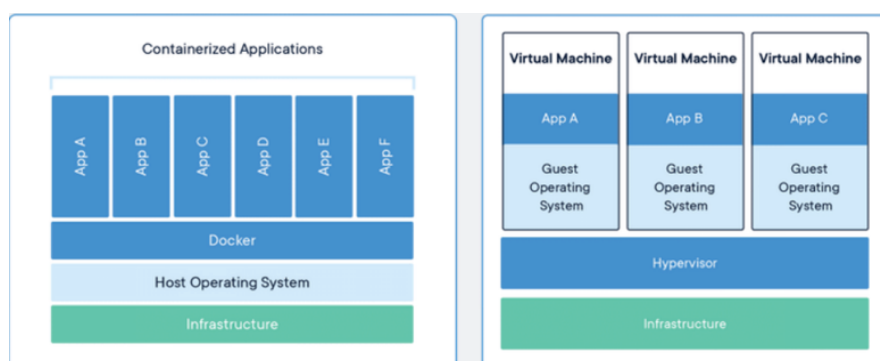 Containerized Applications
App A
App B
App C
App D
App E
App F
Docker
Host Operating System
Infrastructure
Virtual Machine
App A
Guest
Operating
System
Virtual Machine
App B
Guest
Operating
System
Virtual Machine
App C
Guest
Operating
System
Hypervisor
Infrastructure